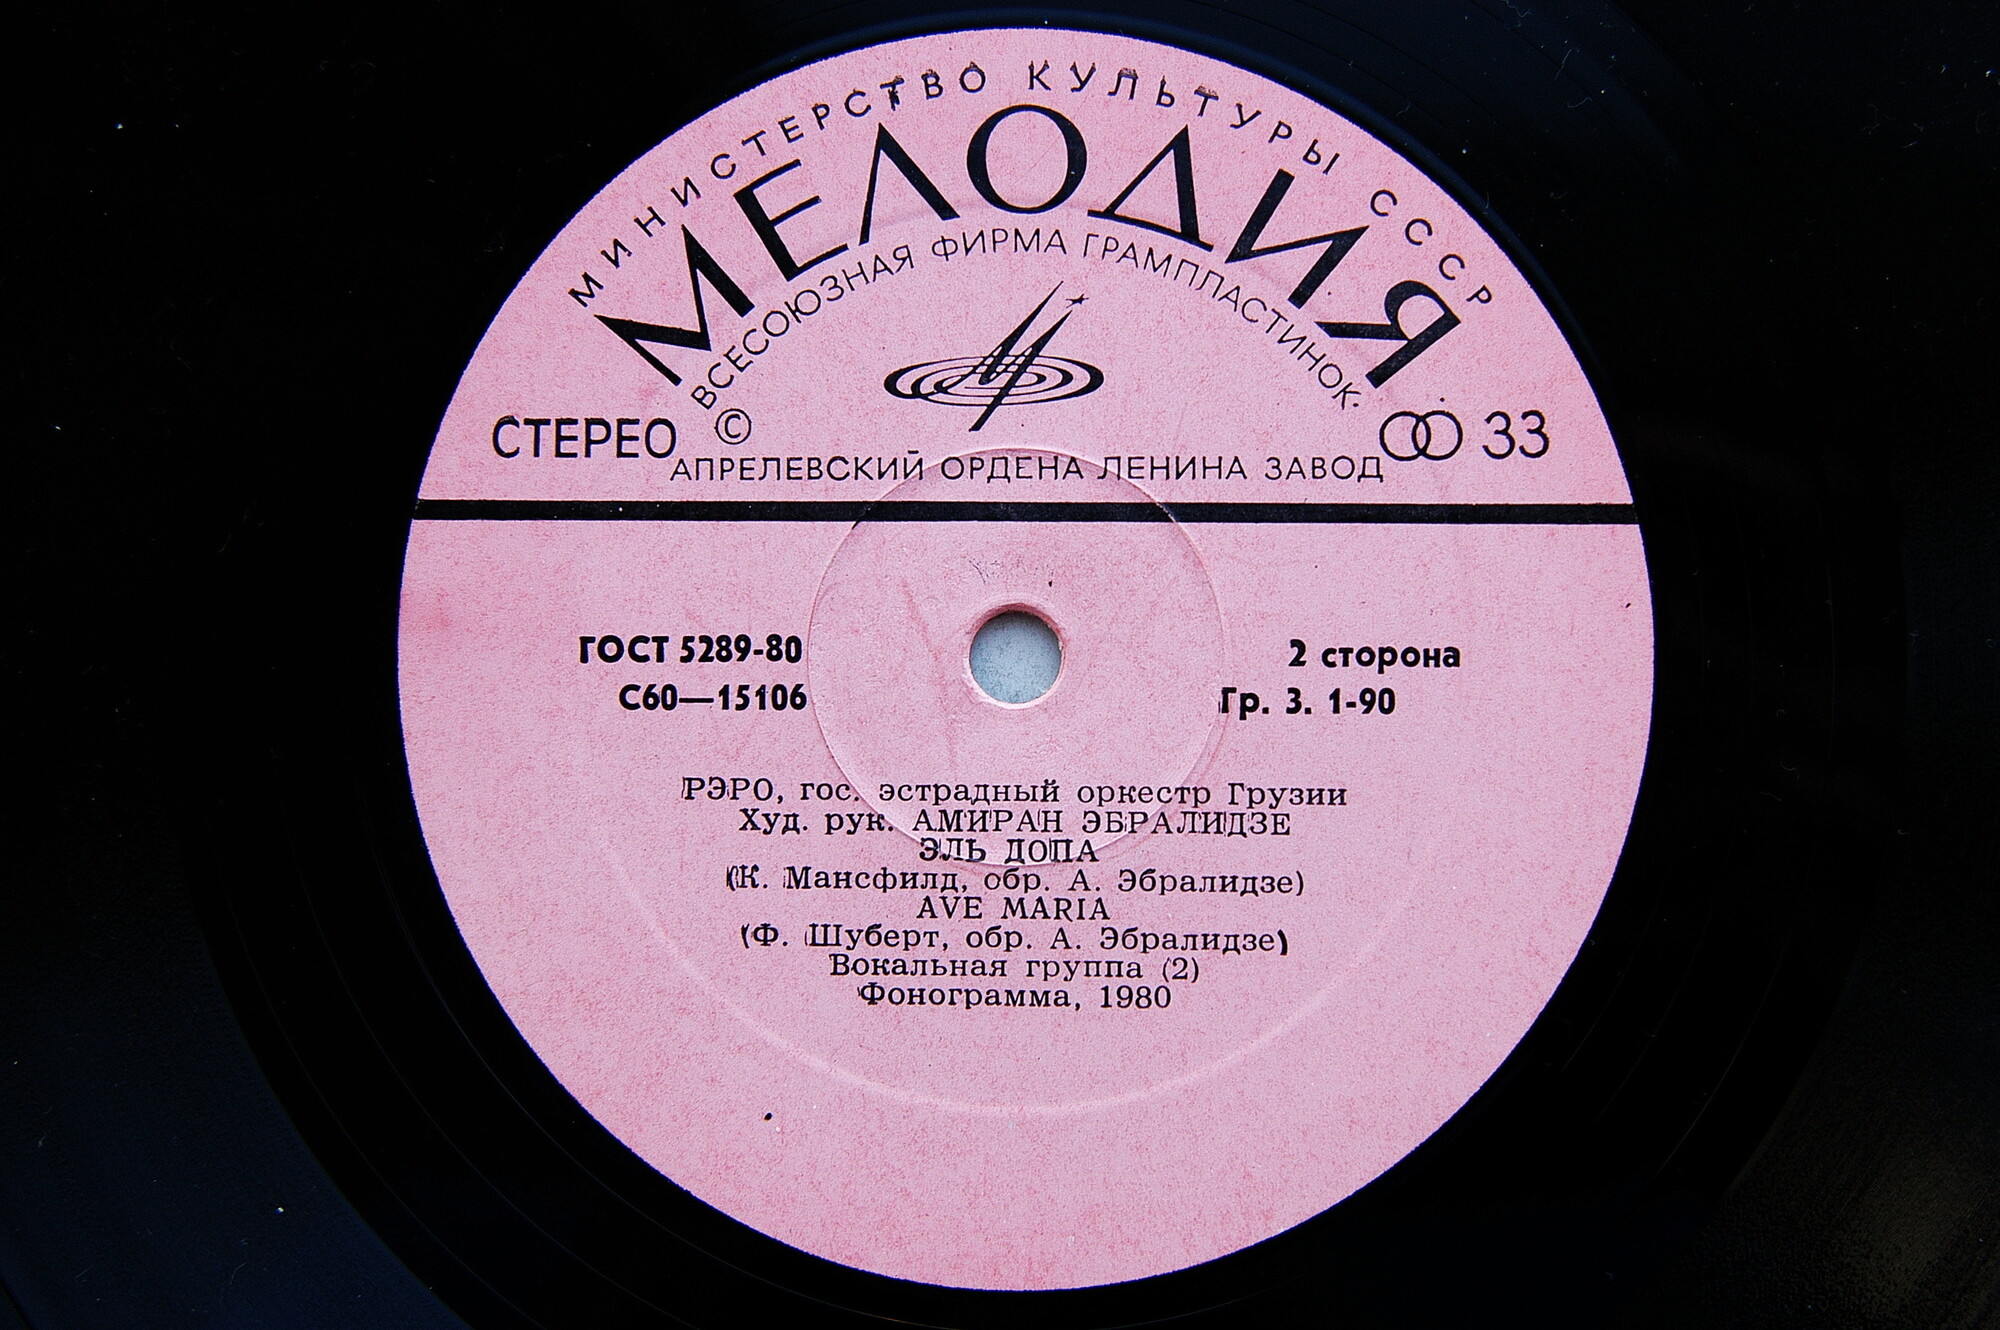 МИНИСТЕРСТВО КУЛЬТУРЫ СССР
МЕЛОДИЯ
ВСЕСОЮЗНАЯ ФИРМА ГРАМПЛАСТИНОК
СТЕРЕО © 33
АПРЕЛЕВСКИЙ ОРДЕНА ЛЕНИНА ЗАВОД
ГОСТ 5289-80 2 сторона
С60—15106 Гр. 3. 1-90
РЭРО, гос. эстрадный оркестр Грузии
Худ. рук. АМИРАН ЭБРАЛИДЗЕ
ЭЛЬ ДОПА
(К. Мансфилд, обр. А. Эбралидзе)
AVE MARIA
(Ф. Шуберт, обр. А. Эбралидзе)
Вокальная группа (2)
Фонограмма, 1980